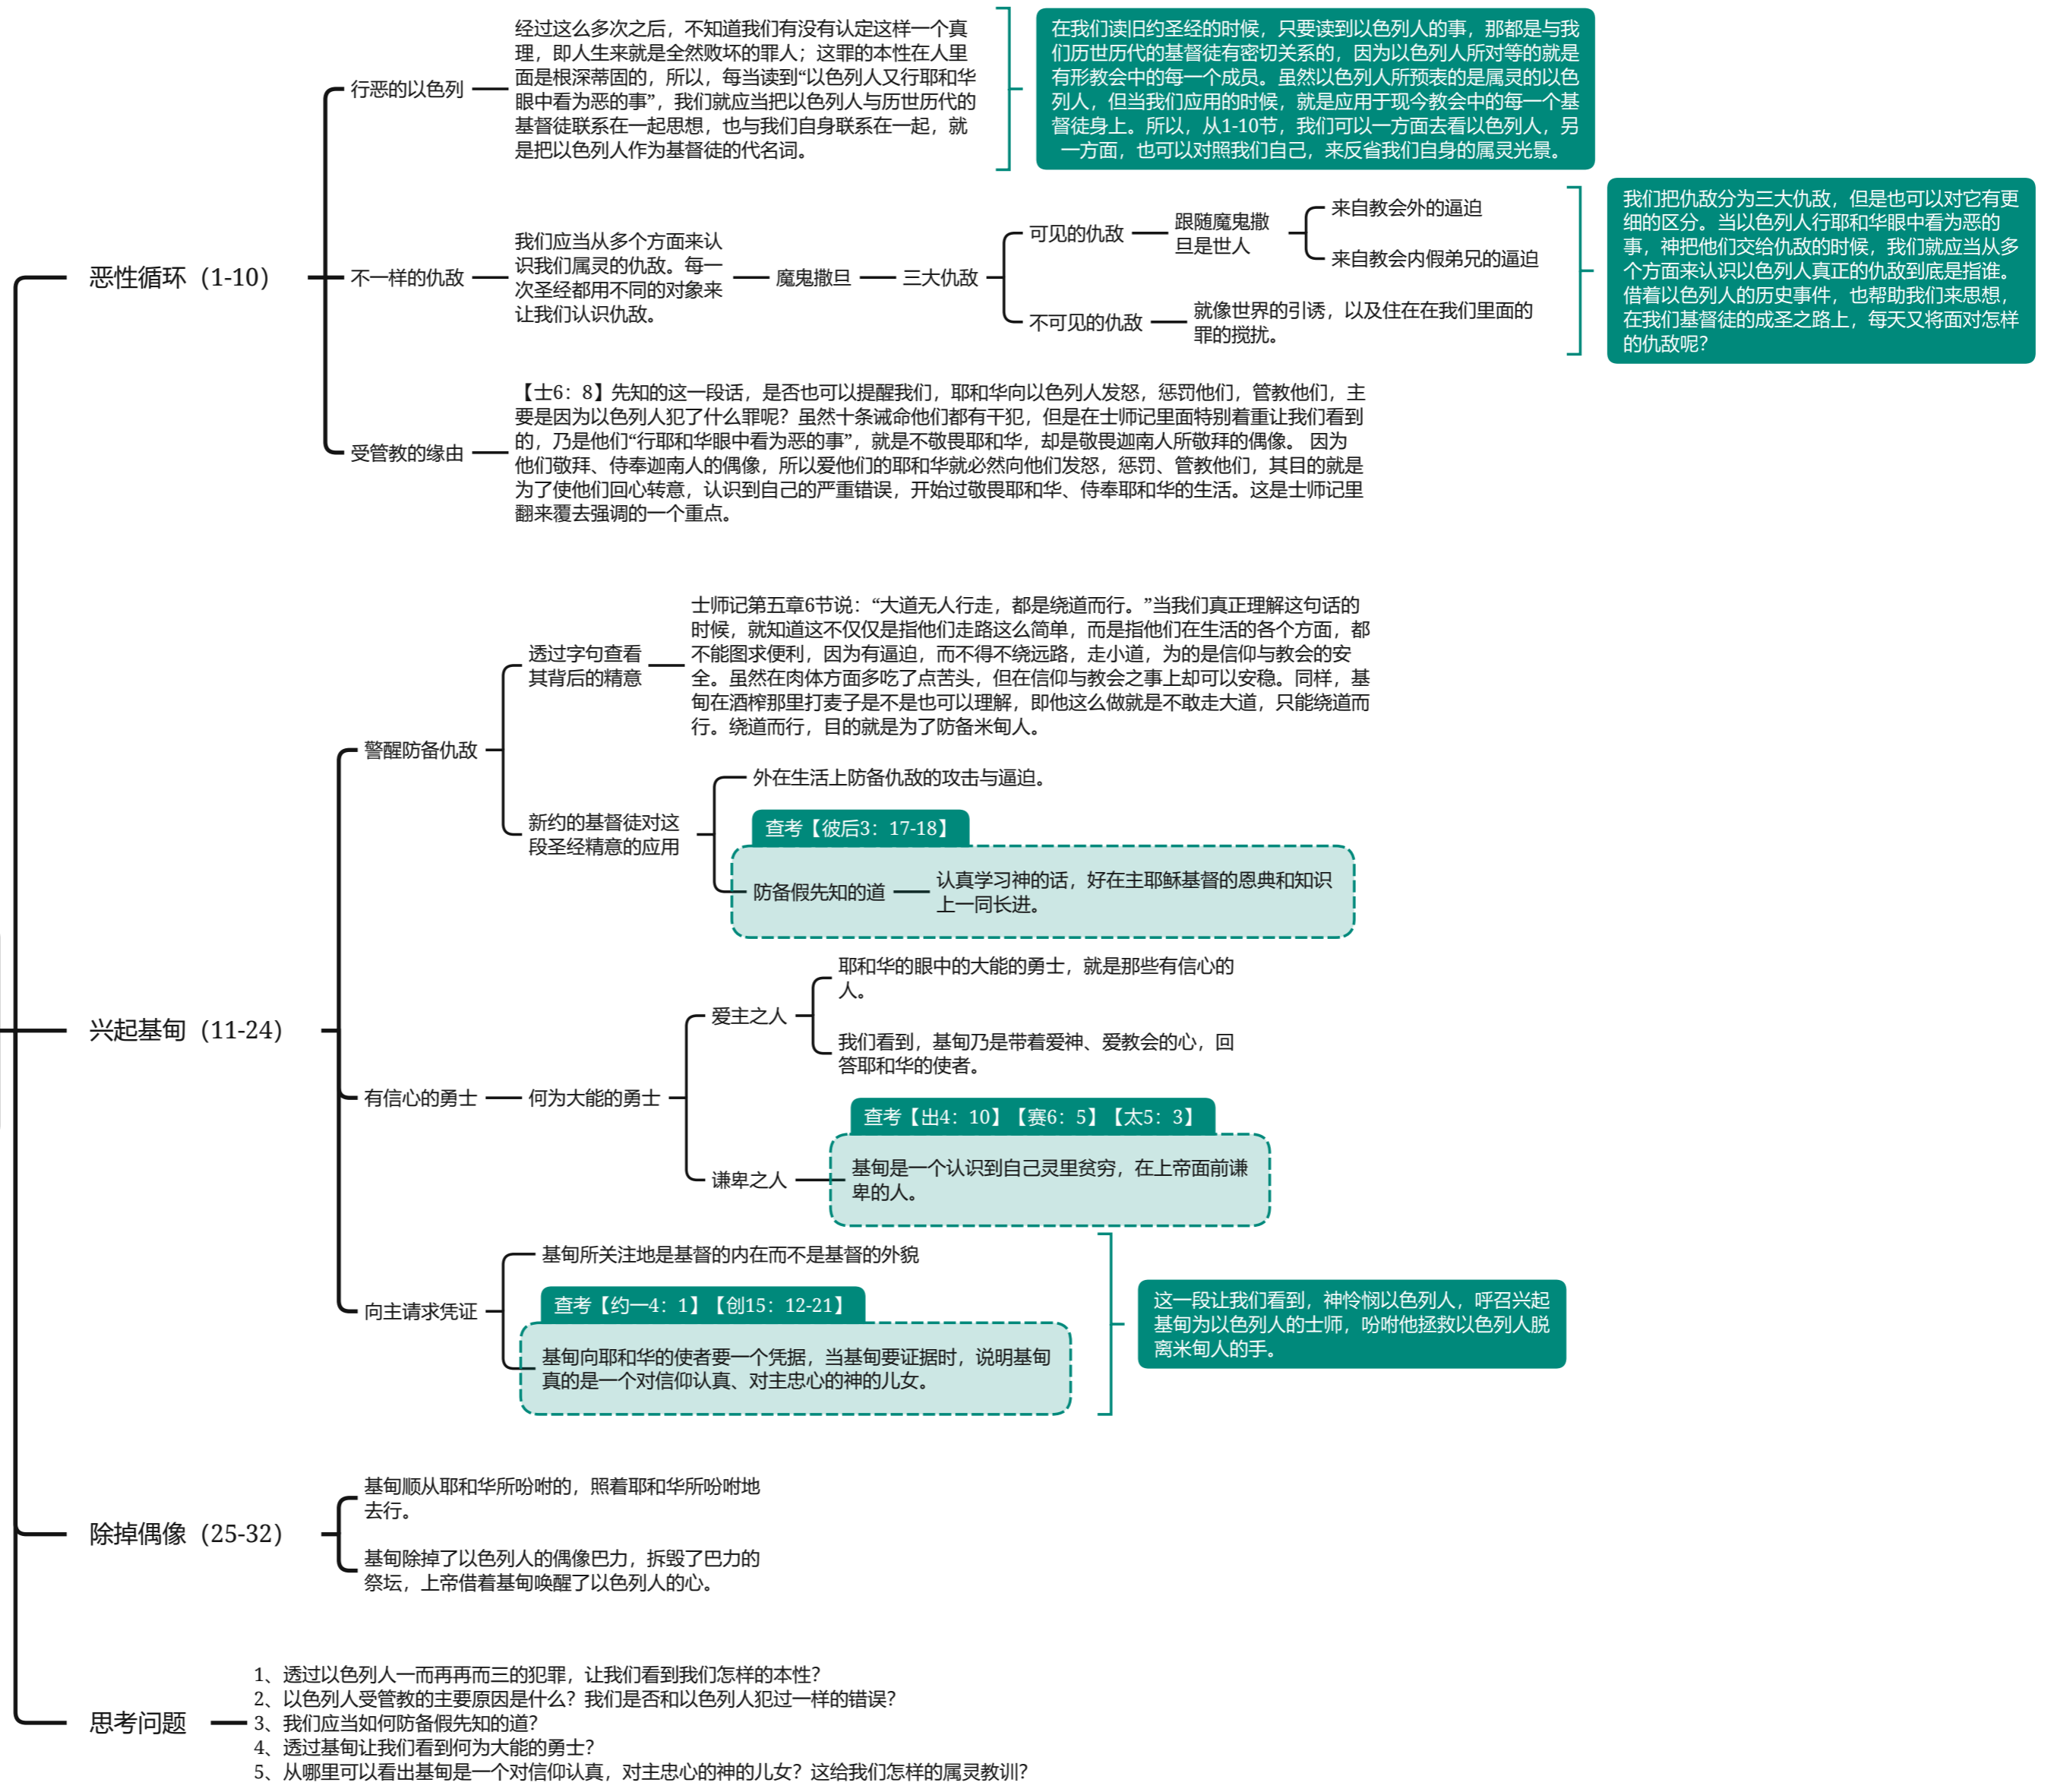 恶性循环（1-10）
行恶的以色列
经过这么多次之后，不知道我们有没有认定这样一个真
理，即人生来就是全然败坏的罪人；这罪的本性在人里
面是根深蒂固的，所以，每当读到“以色列人又行耶和华
眼中看为恶的事”，我们就应当把以色列人与历世历代的
基督徒联系在一起思想，也与我们自身联系在一起，就
是把以色列人作为基督徒的代名词。
在我们读旧约圣经的时候，只要读到以色列人的事，那都是与我
们历世历代的基督徒有密切关系的，因为以色列人所对等的就是
有形教会中的每一个成员。虽然以色列人所预表的是属灵的以色
列人，但当我们应用的时候，就是应用于现今教会中的每一个基
督徒身上。所以，从1-10节，我们可以一方面去看以色列人，另
一方面，也可以对照我们自己，来反省我们自身的属灵光景。
不一样的仇敌
我们应当从多个方面来认
识我们属灵的仇敌。每一
次圣经都用不同的对象来
让我们认识仇敌。
魔鬼撒旦
三大仇敌
可见的仇敌
跟随魔鬼撒
旦是世人
来自教会外的逼迫
来自教会内假弟兄的逼迫
不可见的仇敌
就像世界的引诱，以及住在在我们里面的
罪的搅扰。
我们把仇敌分为三大仇敌，但是也可以对它有更
细的区分。当以色列人行耶和华眼中看为恶的
事，神把他们交给仇敌的时候，我们就应当从多
个方面来认识以色列人真正的仇敌到底是指谁。
借着以色列人的历史事件，也帮助我们来思想，
在我们基督徒的成圣之路上，每天又将面对怎样
的仇敌呢？
受管教的缘由
【士6：8】先知的这一段话，是否也可以提醒我们，耶和华向以色列人发怒，惩罚他们，管教他们，主
要是因为以色列人犯了什么罪呢？虽然十条诫命他们都有干犯，但是在士师记里面特别着重让我们看到
的，乃是他们“行耶和华眼中看为恶的事”，就是不敬畏耶和华，却是敬畏迦南人所敬拜的偶像。 因为
他们敬拜、侍奉迦南人的偶像，所以爱他们的耶和华就必然向他们发怒，惩罚、管教他们，其目的就是
为了使他们回心转意，认识到自己的严重错误，开始过敬畏耶和华、侍奉耶和华的生活。这是士师记里
翻来覆去强调的一个重点。
兴起基甸（11-24）
警醒防备仇敌
透过字句查看
其背后的精意
士师记第五章6节说：“大道无人行走，都是绕道而行。”当我们真正理解这句话的
时候，就知道这不仅仅是指他们走路这么简单，而是指他们在生活的各个方面，都
不能图求便利，因为有逼迫，而不得不绕远路，走小道，为的是信仰与教会的安
全。虽然在肉体方面多吃了点苦头，但在信仰与教会之事上却可以安稳。同样，基
甸在酒榨那里打麦子是不是也可以理解，即他这么做就是不敢走大道，只能绕道而
行。绕道而行，目的就是为了防备米甸人。
新约的基督徒对这
段圣经精意的应用
外在生活上防备仇敌的攻击与逼迫。
查考【彼后3：17-18】
防备假先知的道
认真学习神的话，好在主耶稣基督的恩典和知识
上一同长进。
有信心的勇士
何为大能的勇士
爱主之人
耶和华的眼中的大能的勇士，就是那些有信心的
人。
我们看到，基甸乃是带着爱神、爱教会的心，回
答耶和华的使者。
谦卑之人
查考【出4：10】【赛6：5】【太5：3】
基甸是一个认识到自己灵里贫穷，在上帝面前谦
卑的人。
向主请求凭证
基甸所关注地是基督的内在而不是基督的外貌
查考【约一4：1】【创15：12-21】
基甸向耶和华的使者要一个凭据，当基甸要证据时，说明基甸
真的是一个对信仰认真、对主忠心的神的儿女。
这一段让我们看到，神怜悯以色列人，呼召兴起
基甸为以色列人的士师，吩咐他拯救以色列人脱
离米甸人的手。
除掉偶像（25-32）
基甸顺从耶和华所吩咐的，照着耶和华所吩咐地
去行。
基甸除掉了以色列人的偶像巴力，拆毁了巴力的
祭坛，上帝借着基甸唤醒了以色列人的心。
思考问题
1、透过以色列人一而再再而三的犯罪，让我们看到我们怎样的本性？
2、以色列人受管教的主要原因是什么？我们是否和以色列人犯过一样的错误？
3、我们应当如何防备假先知的道？
4、透过基甸让我们看到何为大能的勇士？
5、从哪里可以看出基甸是一个对信仰认真，对主忠心的神的儿女？这给我们怎样的属灵教训？